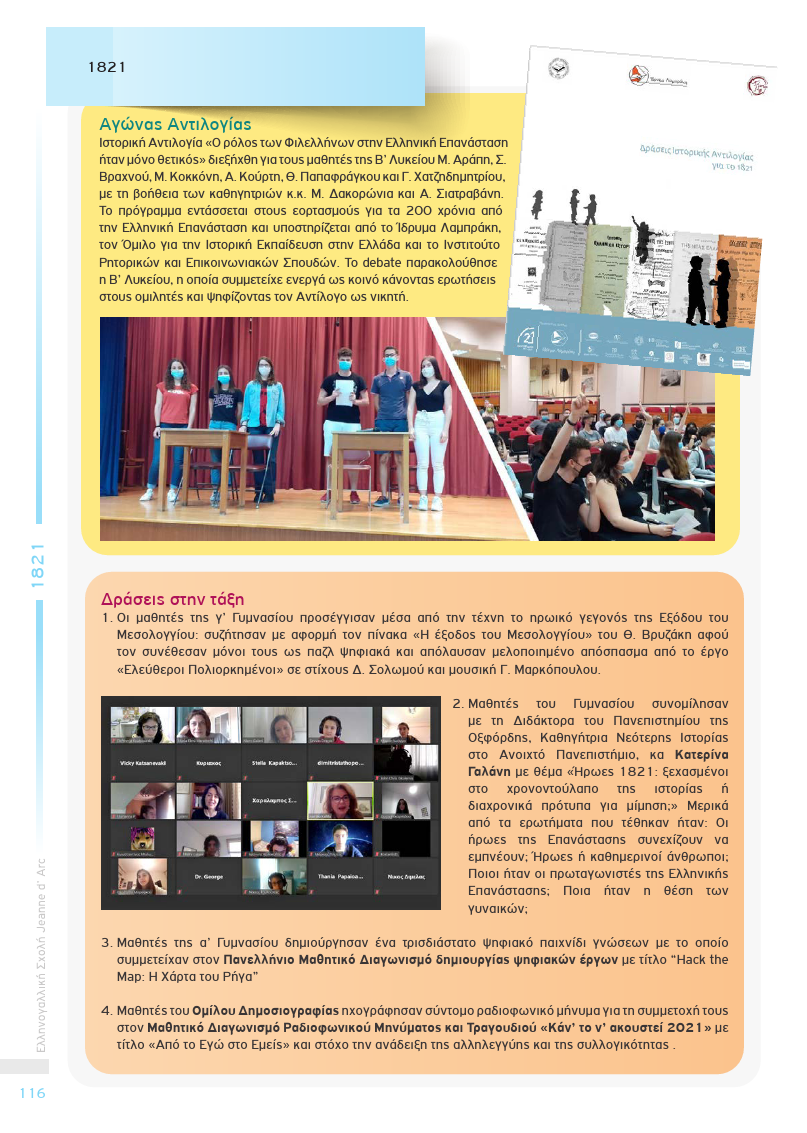 1821
Αγώνας Αντιλογίας
Ιστορική Αντιλογία «Ο ρόλος των Φιλελλήνων στην Ελληνική Επανάσταση
ήταν μόνο θετικός» διεξήχθη για τους μαθητές της Β’ Λυκείου Μ. Αράπη, Σ.
Βραχνού, Μ. Κοκκόνη, Α. Κούρτη, Θ. Παπαφράγκου και Γ. Χατζηδημητρίου,
με τη βοήθεια των καθηγητριών κ.κ. Μ. Δακορώνια και Α. Σιατραβάνη.
Το πρόγραμμα εντάσσεται στους εορτασμούς για τα 200 χρόνια από
την Ελληνική Επανάσταση και υποστηρίζεται από το Ίδρυμα Λαμπράκη,
τον Όμιλο για την Ιστορική Εκπαίδευση στην Ελλάδα και το Ινστιτούτο
Ρητορικών και Επικοινωνιακών Σπουδών. Το debate παρακολούθησε
η Β’ Λυκείου, η οποία συμμετείχε ενεργά ως κοινό κάνοντας ερωτήσεις
στους ομιλητές και ψηφίζοντας τον Αντίλογο ως νικητή.
Δράσεις Ιστορικής Αντιλογίας
για το 1821
Δράσεις στην τάξη
1. Οι μαθητές της γ’ Γυμνασίου προσέγγισαν μέσα από την τέχνη το ηρωικό γεγονός της Εξόδου του
Μεσολογγίου: συζήτησαν με αφορμή τον πίνακα «Η έξοδος του Μεσολογγίου» του Θ. Βρυζάκη αφού
τον συνέθεσαν μόνοι τους ως παζλ ψηφιακά και απόλαυσαν μελοποιημένο απόσπασμα από το έργο
«Ελεύθεροι Πολιορκημένοι» σε στίχους Δ. Σολωμού και μουσική Γ. Μαρκόπουλου.
Vicky Katsanevaki
Κυριακος
Stella Kapaktso...
dimitriststhopo...
Χαραλαμπος Σ...
Dr. George
Thania Papaioa...
Νικος Διμελας
2. Μαθητές του Γυμνασίου συνομίλησαν
με τη Διδάκτορα του Πανεπιστημίου της
Οξφόρδης, Καθηγήτρια Νεότερης Ιστορίας
στο Ανοιχτό Πανεπιστήμιο, κα Κατερίνα
Γαλάνη με θέμα «Ήρωες 1821: ξεχασμένοι
στο χρονοντούλαπο της ιστορίας ή
διαχρονικά πρότυπα για μίμηση;» Μερικά
από τα ερωτήματα που τέθηκαν ήταν: Οι
ήρωες της Επανάστασης συνεχίζουν να
εμπνέουν; Ήρωες ή καθημερινοί άνθρωποι;
Ποιοι ήταν οι πρωταγωνιστές της Ελληνικής
Επανάστασης; Ποια ήταν η θέση των
γυναικών;
3. Μαθητές της α’ Γυμνασίου δημιούργησαν ένα τρισδιάστατο ψηφιακό παιχνίδι γνώσεων με το οποίο
συμμετείχαν στον Πανελλήνιο Μαθητικό Διαγωνισμό δημιουργίας ψηφιακών έργων με τίτλο “Hack the
Map: Η Χάρτα του Ρήγα”
4. Μαθητές του Ομίλου Δημοσιογραφίας ηχογράφησαν σύντομο ραδιοφωνικό μήνυμα για τη συμμετοχή τους
στον Μαθητικό Διαγωνισμό Ραδιοφωνικού Μηνύματος και Τραγουδιού «Κάν’ το ν’ ακουστεί 2021» με
τίτλο «Από το Εγώ στο Εμείς» και στόχο την ανάδειξη της αλληλεγγύης και της συλλογικότητας .
1821
Ελληνογαλλική Σχολή Jeanne d’ Arc
116